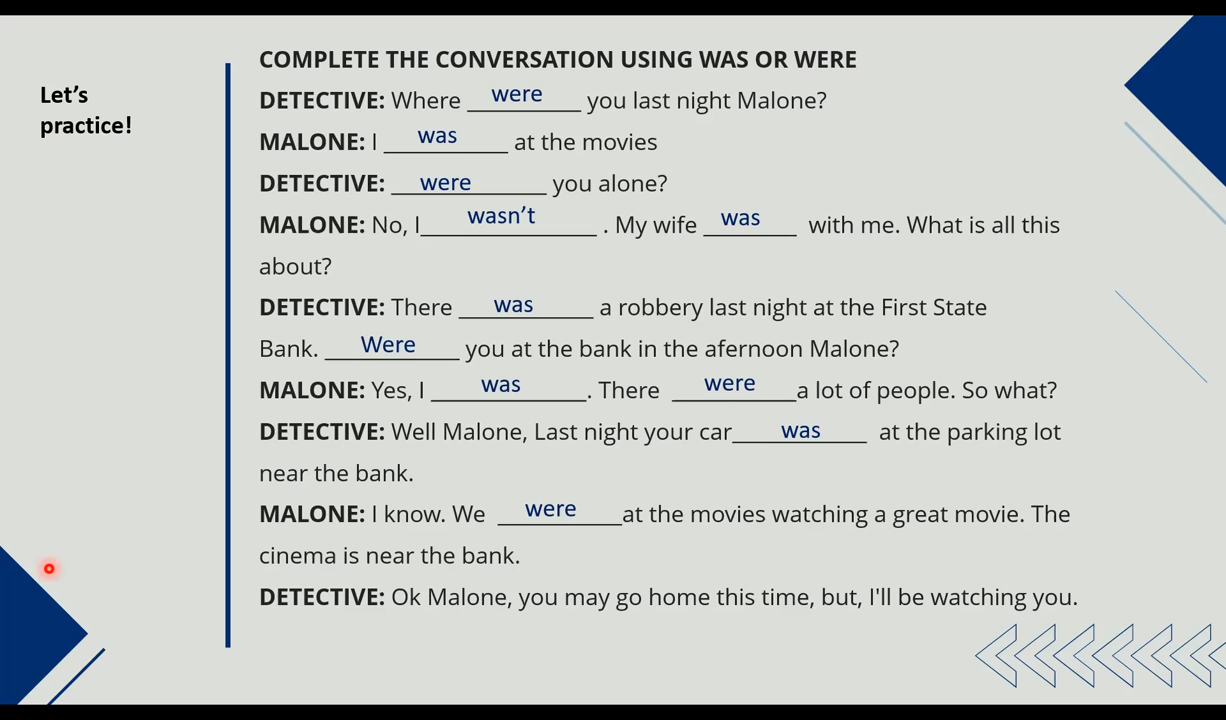 Let's
practice!
COMPLETE THE CONVERSATION USING WAS OR WERE
DETECTIVE: Where were you last night Malone?
MALONE: I was at the movies
DETECTIVE: were you alone?
MALONE: No, I wasn't . My wife was with me. What is all this
about?
DETECTIVE: There was a robbery last night at the First State
Bank. Were you at the bank in the afernoon Malone?
MALONE: Yes, I was. There were a lot of people. So what?
DETECTIVE: Well Malone, Last night your car was at the parking lot
near the bank.
MALONE: I know. We were at the movies watching a great movie. The
cinema is near the bank.
DETECTIVE: Ok Malone, you may go home this time, but, I'll be watching you.